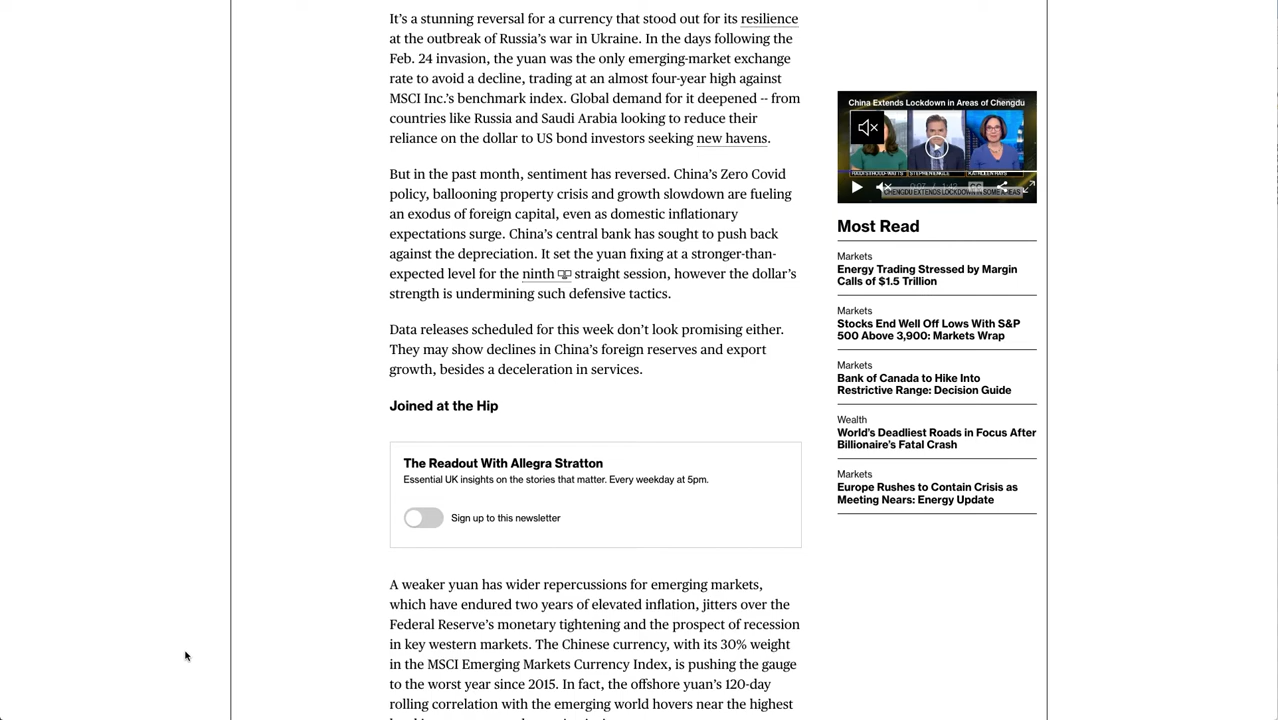 It’s a stunning reversal for a currency that stood out for its resilience
at the outbreak of Russia’s war in Ukraine. In the days following the
Feb. 24 invasion, the yuan was the only emerging-market exchange
rate to avoid a decline, trading at an almost four-year high against
MSCI Inc.’s benchmark index. Global demand for it deepened -- from
countries like Russia and Saudi Arabia looking to reduce their
reliance on the dollar to US bond investors seeking new havens.
But in the past month, sentiment has reversed. China’s Zero Covid
policy, ballooning property crisis and growth slowdown are fueling
an exodus of foreign capital, even as domestic inflationary
expectations surge. China’s central bank has sought to push back
against the depreciation. It set the yuan fixing at a stronger-than-
expected level for the ninth straight session, however the dollar’s
strength is undermining such defensive tactics.
Data releases scheduled for this week don’t look promising either.
They may show declines in China’s foreign reserves and export
growth, besides a deceleration in services.
Joined at the Hip
The Readout With Allegra Stratton
Essential UK insights on the stories that matter. Every weekday at 5pm.
Sign up to this newsletter
A weaker yuan has wider repercussions for emerging markets,
which have endured two years of elevated inflation, jitters over the
Federal Reserve’s monetary tightening and the prospect of recession
in key western markets. The Chinese currency, with its 30% weight
in the MSCI Emerging Markets Currency Index, is pushing the gauge
to the worst year since 2015. In fact, the offshore yuan’s 120-day
rolling correlation with the emerging world hovers near the highest
China Extends Lockdown in Areas of Chengdu
KATHLEEN HAYS
CHENGDU EXTENDS LOCKDOWN IN SOME AREAS
Most Read
Markets
Energy Trading Stressed by Margin
Calls of $1.5 Trillion
Markets
Stocks End Well Off Lows With S&P
500 Above 3,900: Markets Wrap
Markets
Bank of Canada to Hike Into
Restrictive Range: Decision Guide
Wealth
World’s Deadliest Roads in Focus After
Billionaire’s Fatal Crash
Markets
Europe Rushes to Contain Crisis as
Meeting Nears: Energy Update